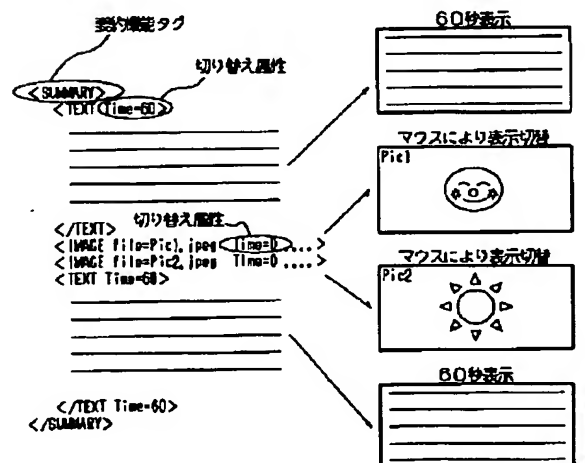 要約機能タグ
切り替え属性
<SUMMARY>
<TEXT Time=60>
</TEXT>
切り替え属性
<IMAGE file=Pic1.jpeg Time=0 ....>
<IMAGE file=Pic2.jpeg Time=0 ....>
<TEXT Time=60>
</TEXT Time=60>
</SUMMARY>
60秒表示
マウスにより表示切替
Pic1
マウスにより表示切替
Pic2
60秒表示